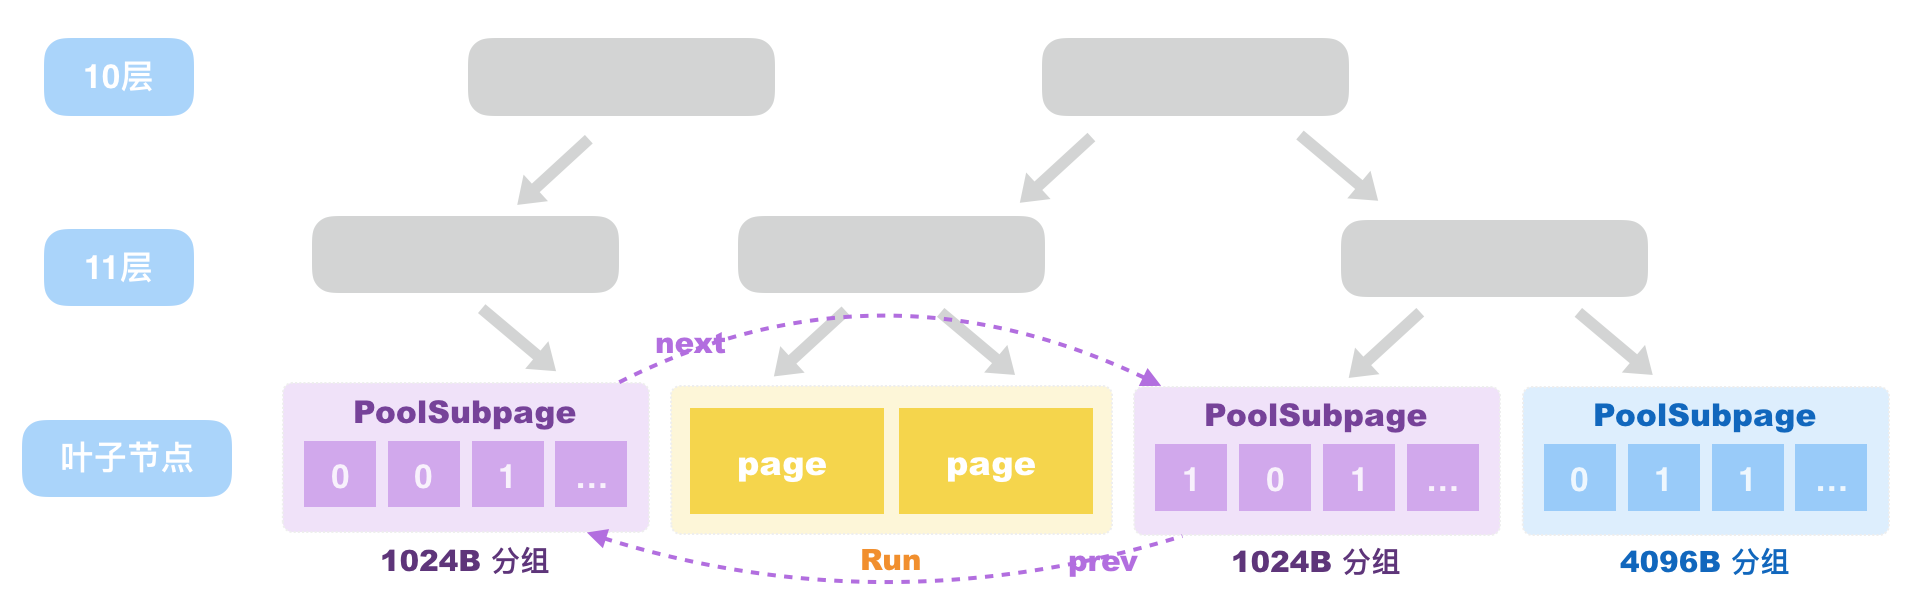 10层
11层
next
叶子节点
PoolSubpage
0 0 1 ...
page page
PoolSubpage
1 0 1 ...
PoolSubpage
0 1 1 ...
1024B 分组
Run
prev
1024B 分组
4096B 分组